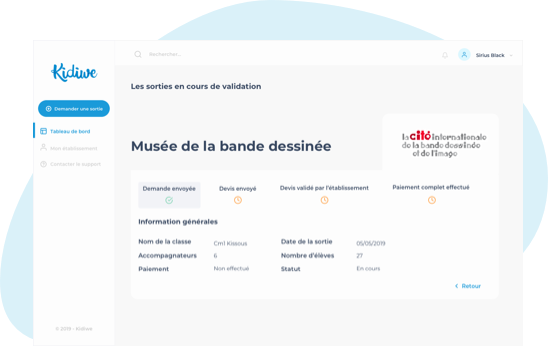 Kidiwe
Rechercher...
Sirius Black
Demander une sortie
Tableau de bord
Mon établissement
Contacter le support
Les sorties en cours de validation
Musée de la bande dessinée
la cité internationale
de la bande dessinée
et de l'image
Demande envoyée
Devis envoyé
Devis validé par l'établissement
Paiement complet effectué
Information générales
Nom de la classe Cm1 Kissous Date de la sortie 05/05/2019
Accompagnateurs 6 Nombre d'élèves 27
Paiement Non effectué Statut En cours
Retour
© 2019 - Kidiwe